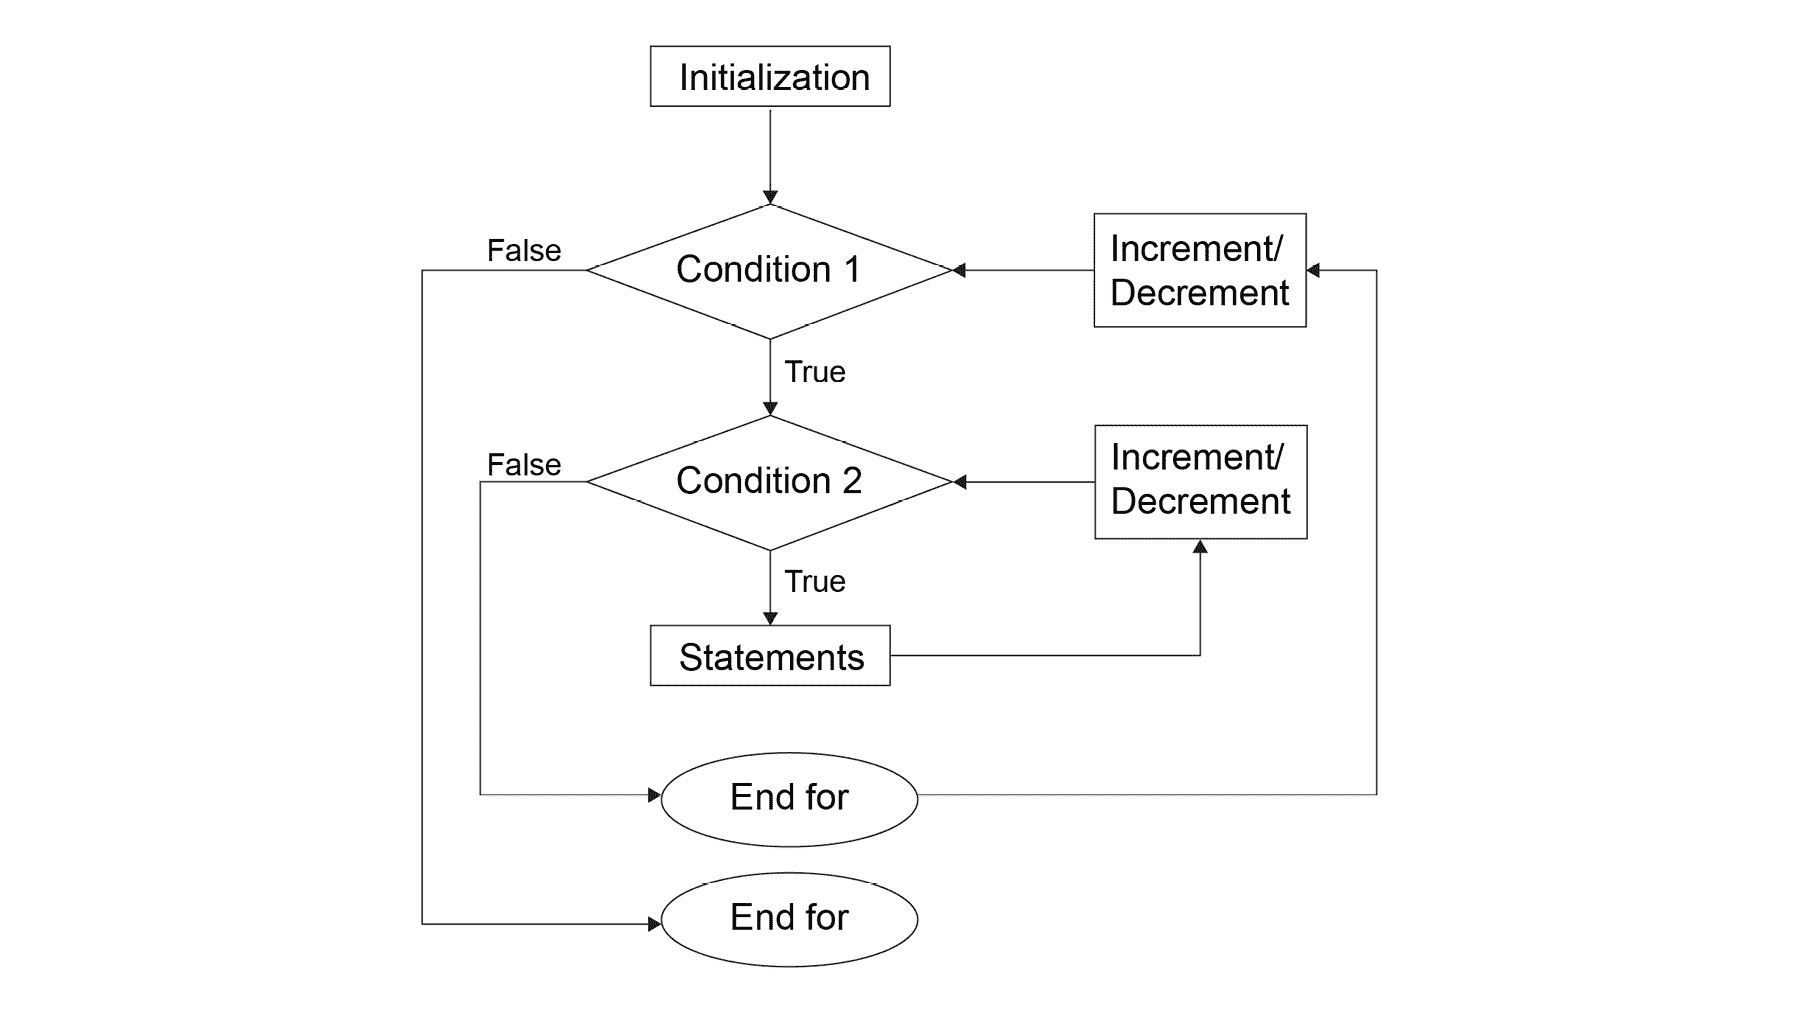 Initialization
False
Condition 1
Increment/
Decrement
True
False
Condition 2
Increment/
Decrement
True
Statements
End for
End for